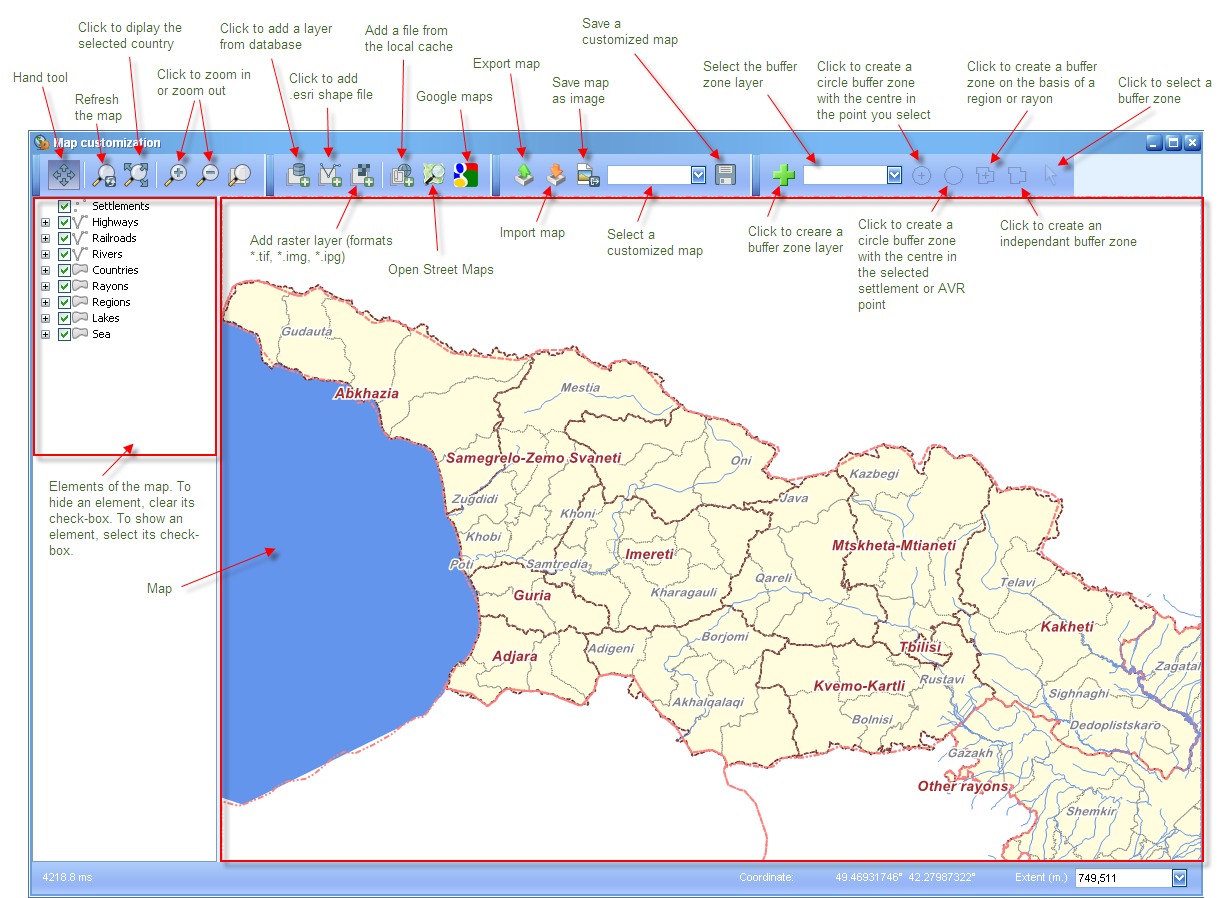 Save a
customized map
Click to diplay the
selected country
Click to add a layer
from database
Add a file from
the local cache
Export map
Select the buffer
zone layer
Click to create a
circle buffer zone
with the centre in
the point you select
Click to create a buffer
zone on the basis of a
region or rayon
Click to select a
buffer zone
Hand tool
Click to zoom in
or zoom out
Click to add
.esri shape file
Google maps
Save map
as image
Refresh
the map
Map customization
Settlements
Highways
Railroads
Rivers
Countries
Rayons
Regions
Lakes
Sea
Add raster layer (formats
*.tif, *.img, *.ipg)
Open Street Maps
Import map
Select a
customized map
Click to creare a
buffer zone layer
Click to create a
circle buffer zone
with the centre in
the selected
settlement or AVR
point
Click to create an
independant buffer zone
Elements of the map. To
hide an element, clear its
check-box. To show an
element, select its check-
box.
Map
Gudauta
Abkhazia
Mestia
Samegrelo-Zemo Svaneti
Oni
Kazbegi
Zugdidi
Java
Khoni
Khobi
Imereti
Mtskheta-Mtianeti
Poti
Samtredia
Qareli
Telavi
Guria
Kharagauli
Kakheti
Borjomi
Adjara
Adigeni
Tbilisi
Zagatal
Kvemo-Kartli
Rustavi
Sighnaghi
Akhalqalaqi
Bolnisi
Dedoplistskaro
Gazakh
Other rayons
Shemkir
4218.8 ms
Coordinate: 49.46931746° 42.27987322° Extent (m.) 749,511